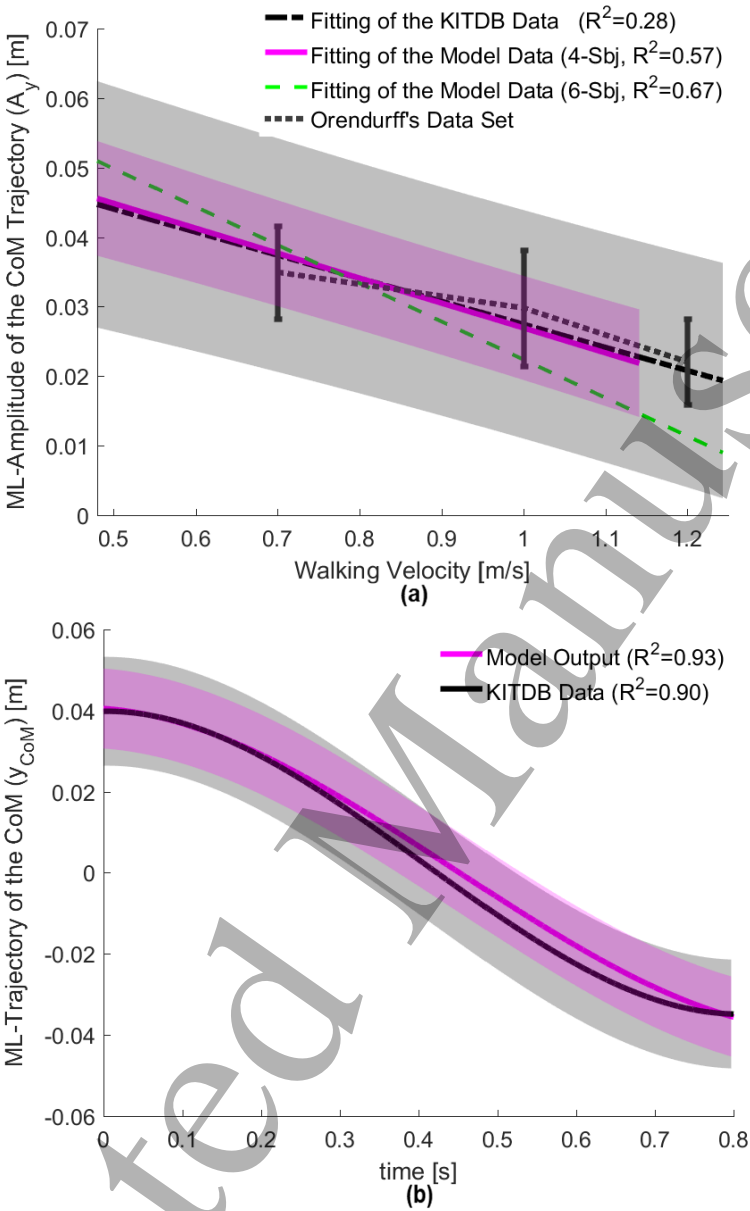 Fitting of the KITDB Data (R²=0.28)
Fitting of the Model Data (4-Sbj, R²=0.57)
Fitting of the Model Data (6-Sbj, R²=0.67)
Orendurff's Data Set
ML-Amplitude of the CoM Trajectory (A_y) [m]
0.07
0.06
0.05
0.04
0.03
0.02
0.01
0
0.5 0.6 0.7 0.8 0.9 1 1.1 1.2
Walking Velocity [m/s]
(a)
Model Output (R²=0.93)
KITDB Data (R²=0.90)
ML-Trajectory of the CoM (y_CoM) [m]
0.06
0.04
0.02
0
-0.02
-0.04
-0.06
0 0.1 0.2 0.3 0.4 0.5 0.6 0.7 0.8
time [s]
(b)
ted Manus